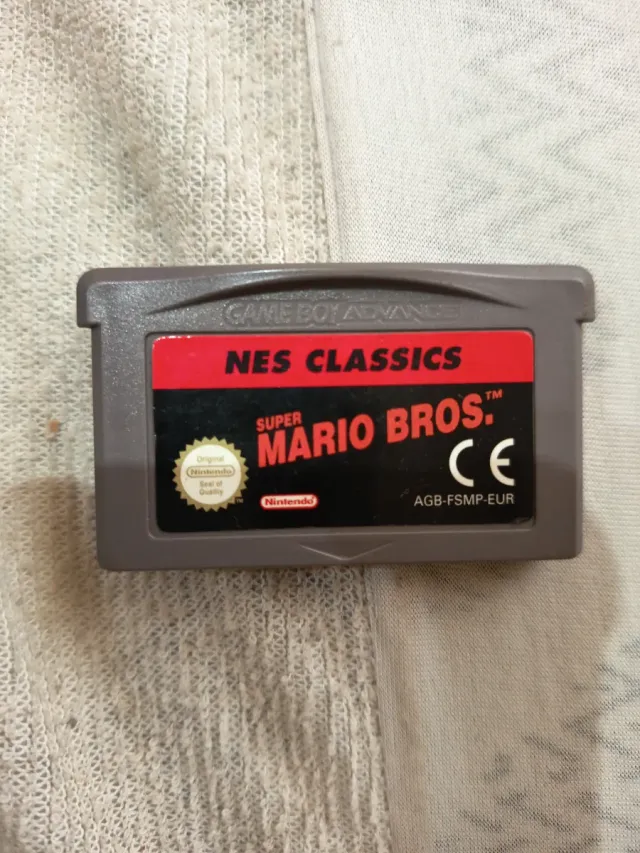 GAME BOY ADVANCE
NES CLASSICS
SUPER
MARIO BROS.™
Original
Nintendo
Seal of
Quality
TM
Nintendo
CE
AGB-FSMP-EUR